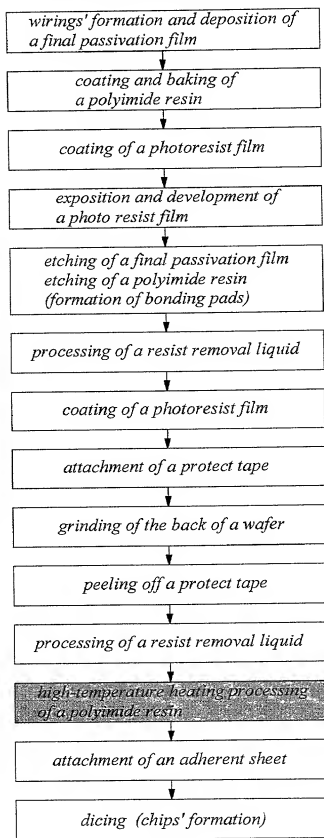 wirings' formation and deposition of
a final passivation film
coating and baking of
a polyimide resin
coating of a photoresist film
exposition and development of
a photo resist film
etching of a final passivation film
etching of a polyimide resin
(formation of bonding pads)
processing of a resist removal liquid
coating of a photoresist film
attachment of a protect tape
grinding of the back of a wafer
peeling off a protect tape
processing of a resist removal liquid
high-temperature heating processing
of a polyimide resin
attachment of an adherent sheet
dicing (chips' formation)